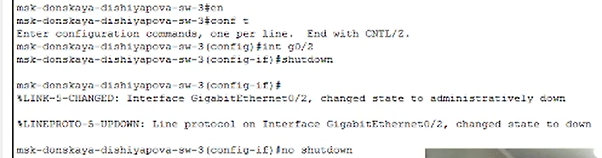 msk-donskaya-dishiyapova-sw-3#en
msk-donskaya-dishiyapova-sw-3#conf t
Enter configuration commands, one per line.  End with CNTL/Z.
msk-donskaya-dishiyapova-sw-3(config)#int g0/2
msk-donskaya-dishiyapova-sw-3(config-if)#shutdown
msk-donskaya-dishiyapova-sw-3(config-if)#
%LINK-5-CHANGED: Interface GigabitEthernet0/2, changed state to administratively down
%LINEPROTO-5-UPDOWN: Line protocol on Interface GigabitEthernet0/2, changed state to down
msk-donskaya-dishiyapova-sw-3(config-if)#no shutdown